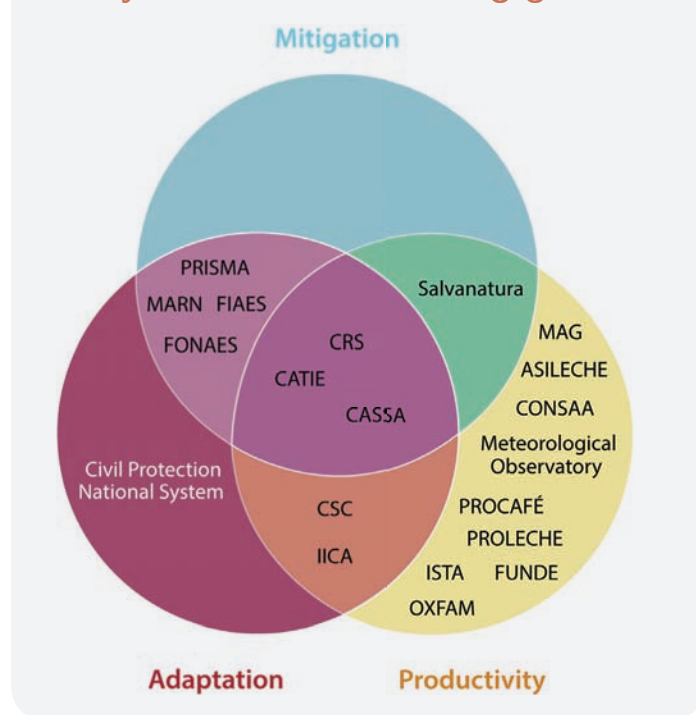 Mitigation
PRISMA
MARN FIAES
FONAES
Salvanatura
CRS
CATIE
CASSA
MAG
ASILECHE
CONSAA
Meteorological
Observatory
PROCAFÉ
PROLECHE
ISTA FUNDE
OXFAM
Civil Protection
National System
CSC
IICA
Adaptation
Productivity